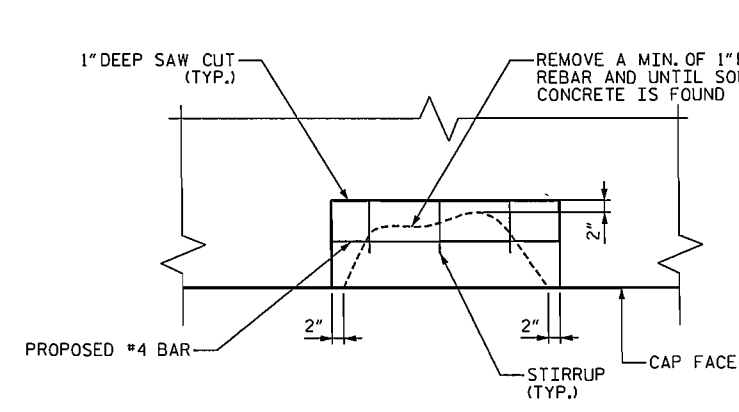 1" DEEP SAW CUT
(TYP.)
REMOVE A MIN. OF 1"
REBAR AND UNTIL
CONCRETE IS FOUND
2"
2"
2"
PROPOSED #4 BAR
STIRRUP
(TYP.)
CAP FACE